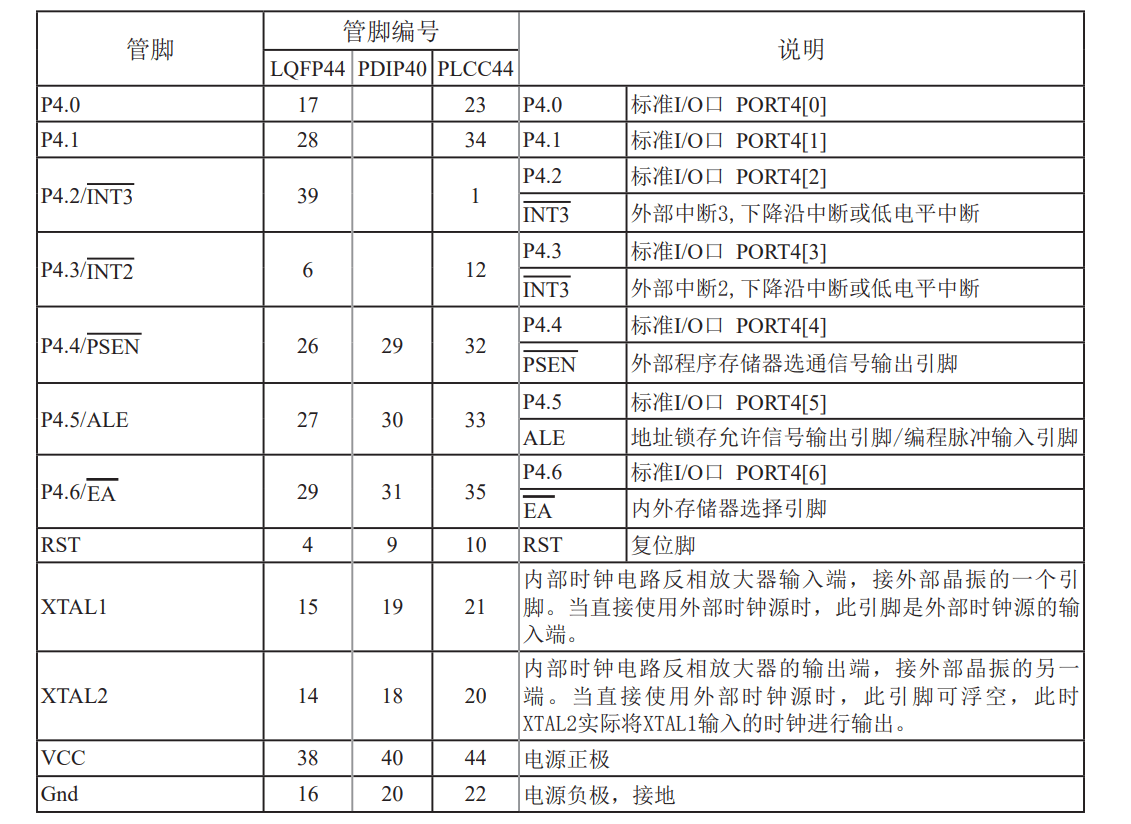 管脚 管脚编号 说明
LQFP44 PDIP40 PLCC44
P4.0 17 23 P4.0 标准I/O口 PORT4[0]
P4.1 28 34 P4.1 标准I/O口 PORT4[1]
P4.2/INT3 39 1 P4.2 标准I/O口 PORT4[2]
INT3 外部中断3,下降沿中断或低电平中断
P4.3/INT2 6 12 P4.3 标准I/O口 PORT4[3]
INT3 外部中断2,下降沿中断或低电平中断
P4.4/PSEN 26 29 32 P4.4 标准I/O口 PORT4[4]
PSEN 外部程序存储器选通信号输出引脚
P4.5/ALE 27 30 33 P4.5 标准I/O口 PORT4[5]
ALE 地址锁存允许信号输出引脚/编程脉冲输入引脚
P4.6/EA 29 31 35 P4.6 标准I/O口 PORT4[6]
EA 内外存储器选择引脚
RST 4 9 10 RST 复位脚
XTAL1 15 19 21 内部时钟电路反相放大器输入端，接外部晶振的一个引
脚。当直接使用外部时钟源时，此引脚是外部时钟源的输
入端。
XTAL2 14 18 20 内部时钟电路反相放大器的输出端，接外部晶振的另一
端。当直接使用外部时钟源时，此引脚可浮空，此时
XTAL2实际将XTAL1输入的时钟进行输出。
VCC 38 40 44 电源正极
Gnd 16 20 22 电源负极，接地